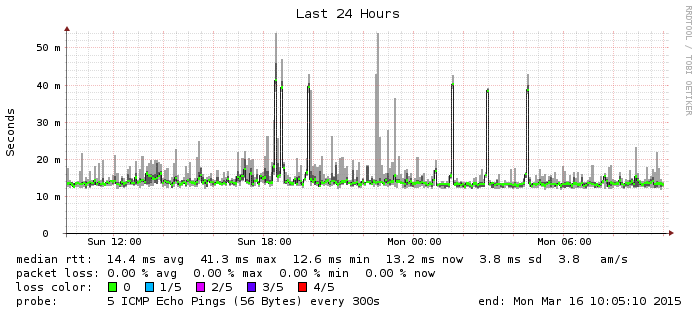 Last 24 Hours
RRDTOOL / TOBI OETIKER
50 m
40 m
30 m
20 m
10 m
0
Seconds
Sun 12:00 Sun 18:00 Mon 00:00 Mon 06:00
median rtt: 14.4 ms avg 41.3 ms max 12.6 ms min 13.2 ms now 3.8 ms sd 3.8 am/s
packet loss: 0.00 % avg 0.00 % max 0.00 % min 0.00 % now
loss color: 0 1/5 2/5 3/5 4/5
probe: 5 ICMP Echo Pings (56 Bytes) every 300s end: Mon Mar 16 10:05:10 2015